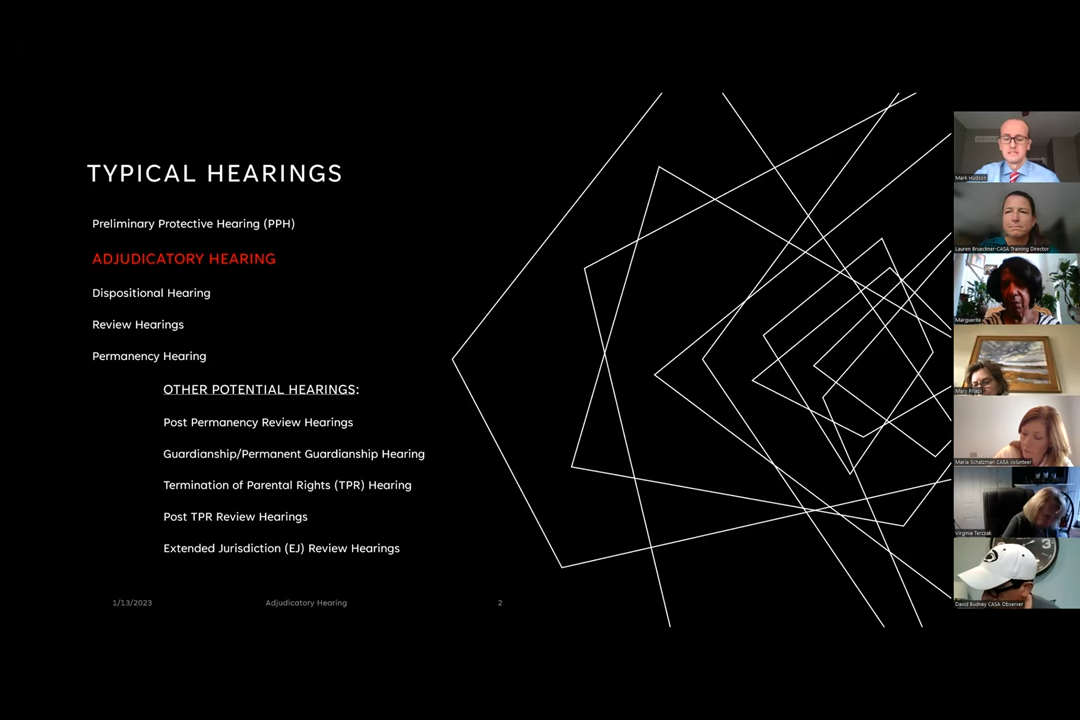 TYPICAL HEARINGS
Preliminary Protective Hearing (PPH)
ADJUDICATORY HEARING
Dispositional Hearing
Review Hearings
Permanency Hearing
OTHER POTENTIAL HEARINGS:
Post Permanency Review Hearings
Guardianship/Permanent Guardianship Hearing
Termination of Parental Rights (TPR) Hearing
Post TPR Review Hearings
Extended Jurisdiction (EJ) Review Hearings
1/13/2023
Adjudicatory Hearing
2
Mark Hudson
Lauren Brueckner-CASA Training Director
Marguerite
Mary
Maria Schatzman CASA Volunteer
Virginia Terczak
David Budney CASA Observer